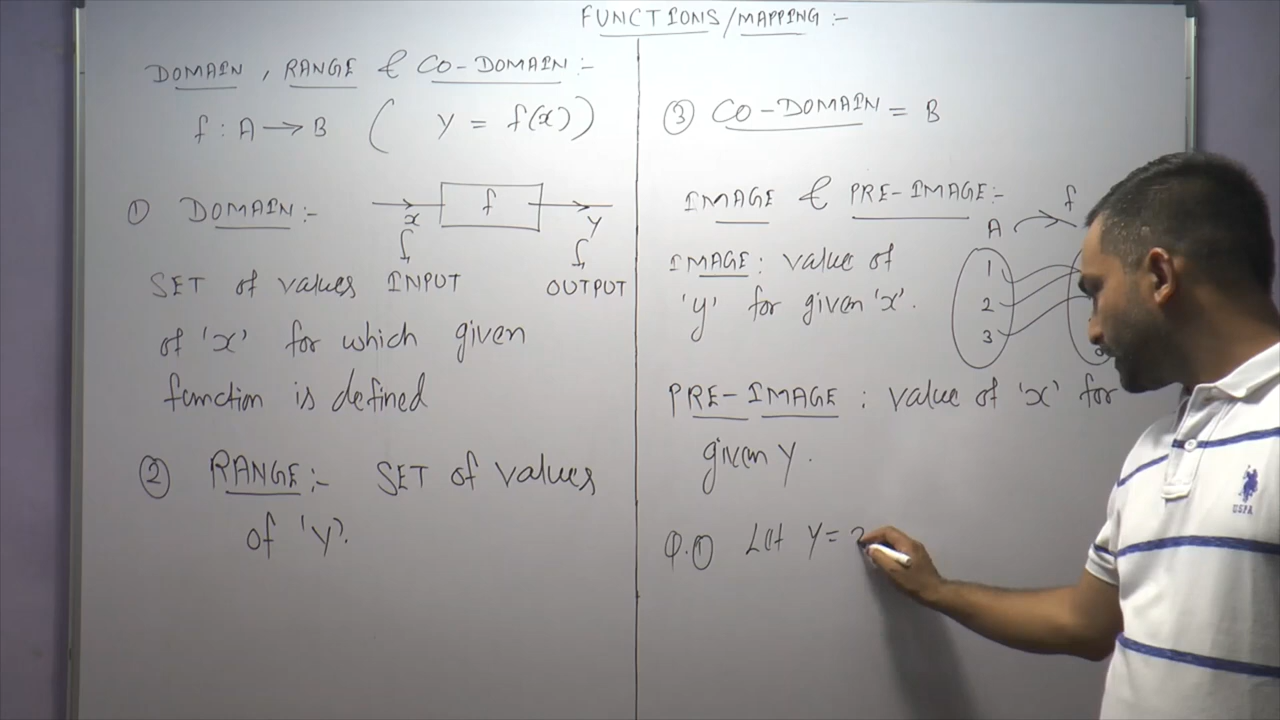 FUNCTIONS/MAPPING :-
DOMAIN, RANGE & CO-DOMAIN :-
f : A → B ( y = f(x))
① DOMAIN :-
f
x
y
INPUT
OUTPUT
SET of values
of 'x' for which given
function is defined
② RANGE :- SET of values
of 'y'.
③ CO-DOMAIN = B
IMAGE & PRE-IMAGE :-
IMAGE : value of
'y' for given 'x'.
A
f
1
2
3
PRE-IMAGE : value of 'x' for
given y.
Q.① Let y =
USPA